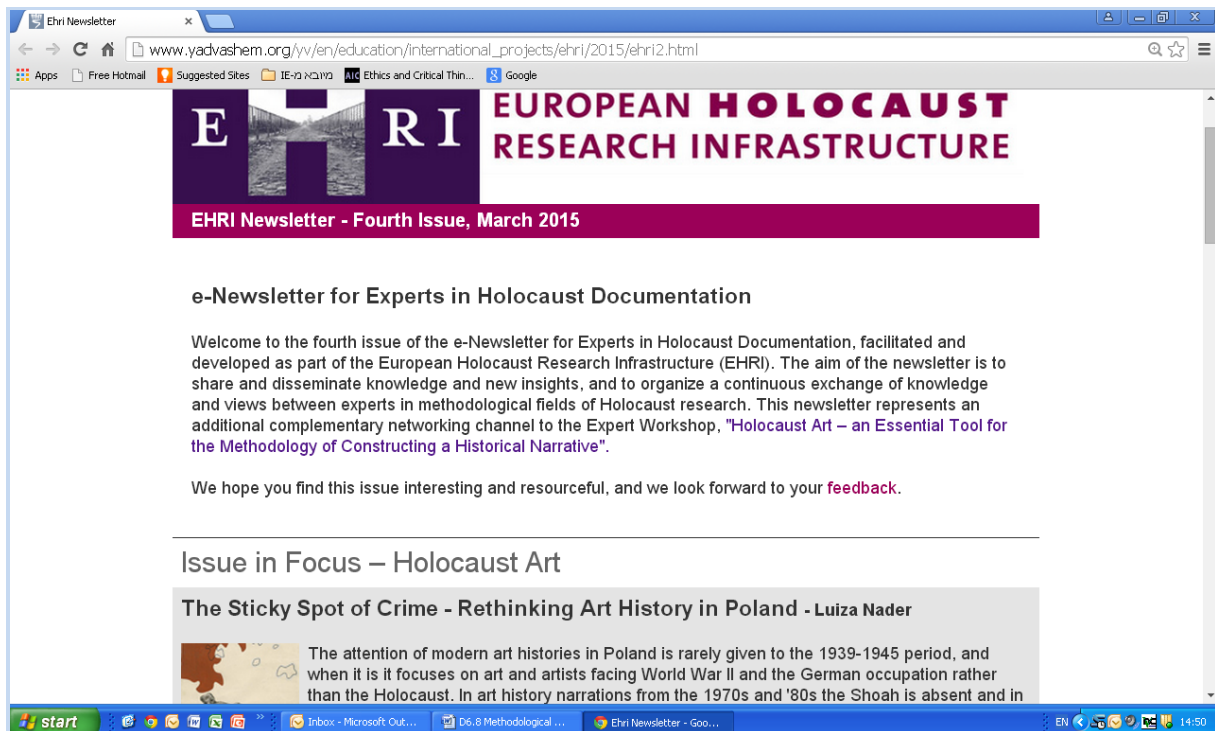 Ehri Newsletter
www.yadvashem.org/yv/en/education/international_projects/ehri/2015/ehri2.html
Apps Free Hotmail Suggested Sites מיובא מ-IE Ethics and Critical Thin... Google
E H R I
EUROPEAN HOLOCAUST
RESEARCH INFRASTRUCTURE
EHRI Newsletter - Fourth Issue, March 2015
e-Newsletter for Experts in Holocaust Documentation
Welcome to the fourth issue of the e-Newsletter for Experts in Holocaust Documentation, facilitated and
developed as part of the European Holocaust Research Infrastructure (EHRI). The aim of the newsletter is to
share and disseminate knowledge and new insights, and to organize a continuous exchange of knowledge
and views between experts in methodological fields of Holocaust research. This newsletter represents an
additional complementary networking channel to the Expert Workshop, "Holocaust Art – an Essential Tool for
the Methodology of Constructing a Historical Narrative".
We hope you find this issue interesting and resourceful, and we look forward to your feedback.
Issue in Focus – Holocaust Art
The Sticky Spot of Crime - Rethinking Art History in Poland - Luiza Nader
The attention of modern art histories in Poland is rarely given to the 1939-1945 period, and
when it is it focuses on art and artists facing World War II and the German occupation rather
than the Holocaust. In art history narrations from the 1970s and '80s the Shoah is absent and in
start Inbox - Microsoft Out... D6.8 Methodological ... Ehri Newsletter - Goo... EN 14:50